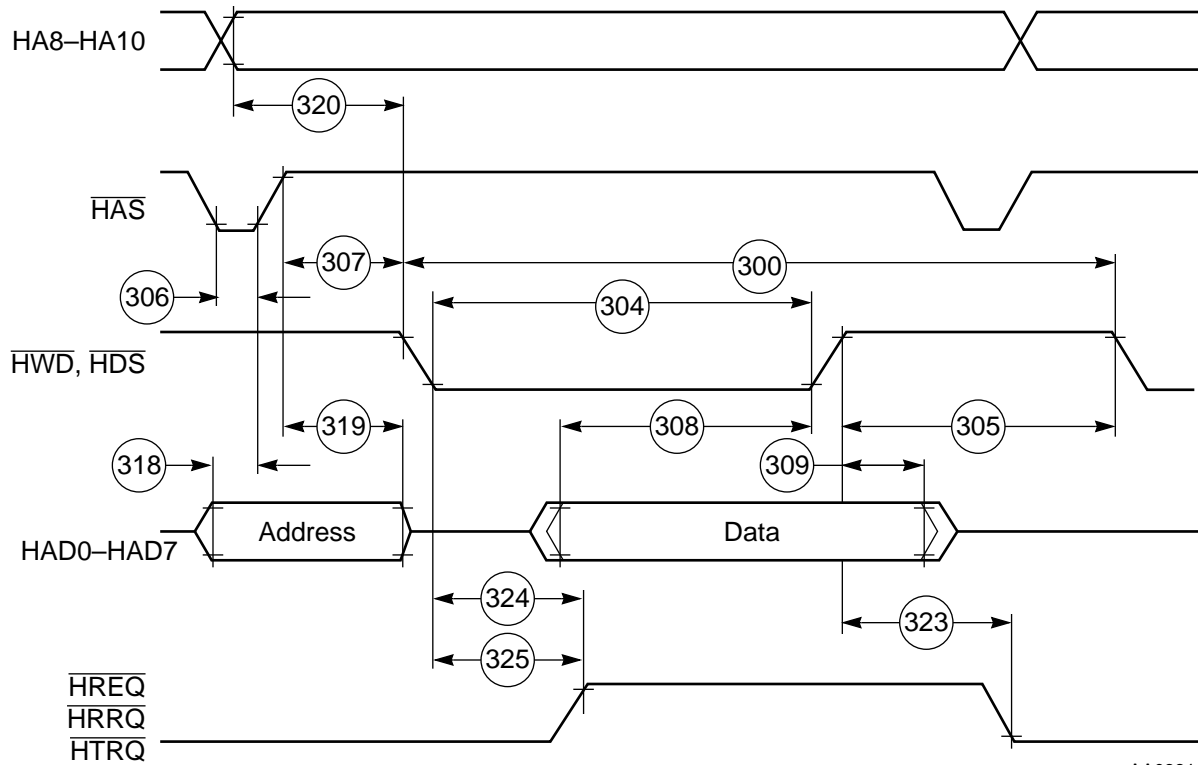 HA8–HA10
320
HAS
307
300
306
304
HWD, HDS
319
308
305
318
309
Address
Data
HAD0–HAD7
324
323
325
HREQ
HRRQ
HTRQ